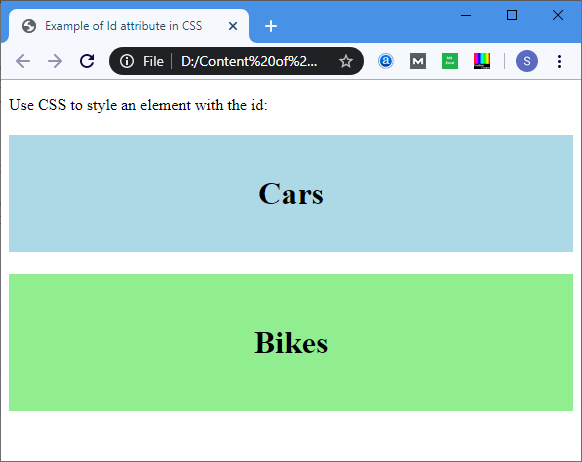 Example of Id attribute in CSS
File D:/Content%20of%2...
S
Use CSS to style an element with the id:
Cars
Bikes